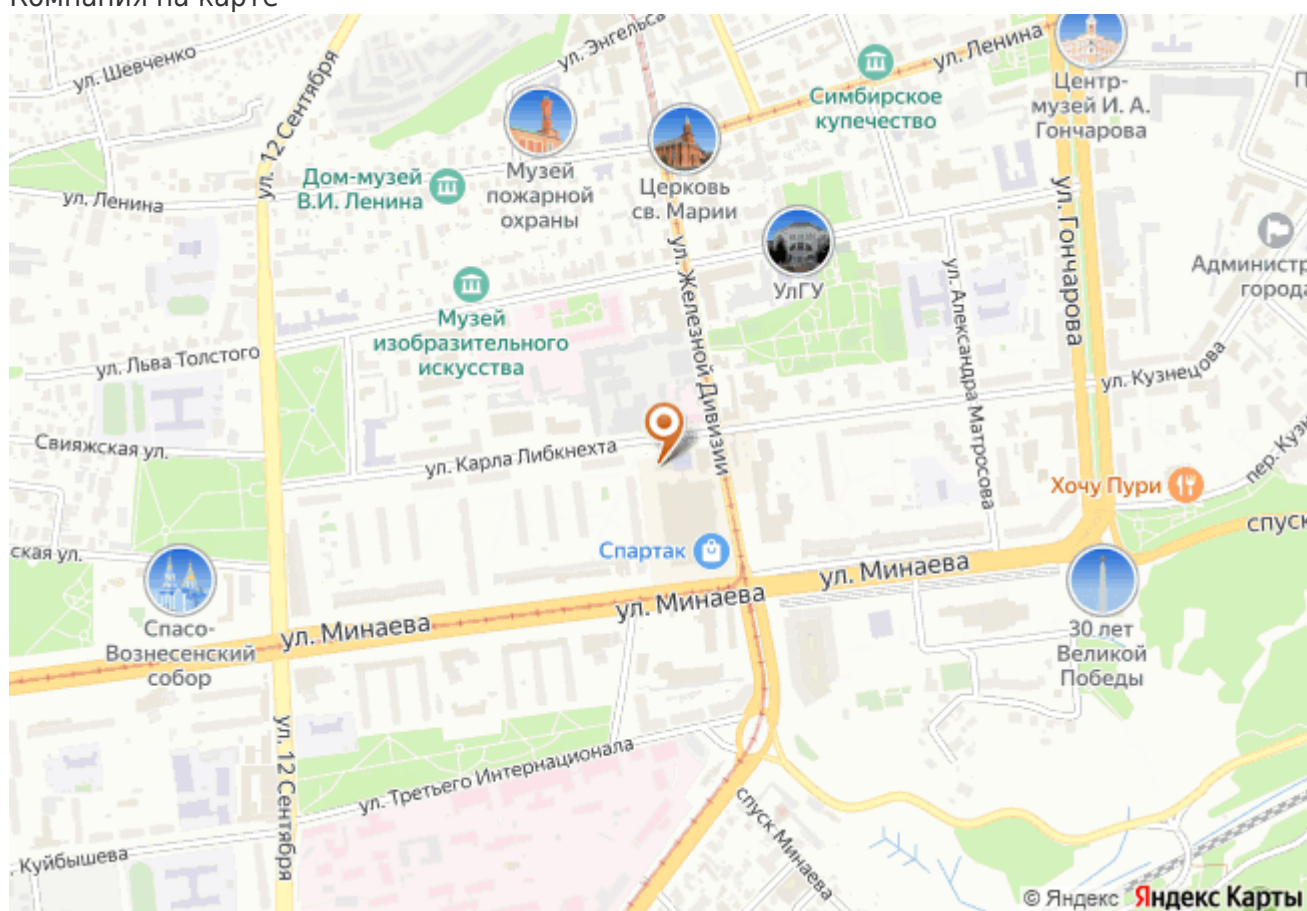 Компания на карте
ул. Шевченко
ул. 12 Сентября
ул. Энгельса
ул. Ленина
Симбирское
купечество
Центр-
музей И. А.
Гончарова
Музей
пожарной
охраны
Дом-музей
В.И. Ленина
Церковь
св. Марии
ул. Ленина
ул. Железной Дивизии
УлГУ
ул. Гончарова
ул. Александра Матросова
Администр
города
Музей
изобразительного
искусства
ул. Льва Толстого
ул. Кузнецова
Свияжская ул.
ул. Карла Либкнехта
Хочу Пури
пер. Кузн
спуск
ская ул.
Спартак
ул. Минаева
ул. Минаева
ул. Минаева
Спасо-
Вознесенский
собор
30 лет
Великой
Победы
ул. 12 Сентября
ул. Третьего Интернационала
спуск Минаева
. Куйбышева
© Яндекс Яндекс Карты